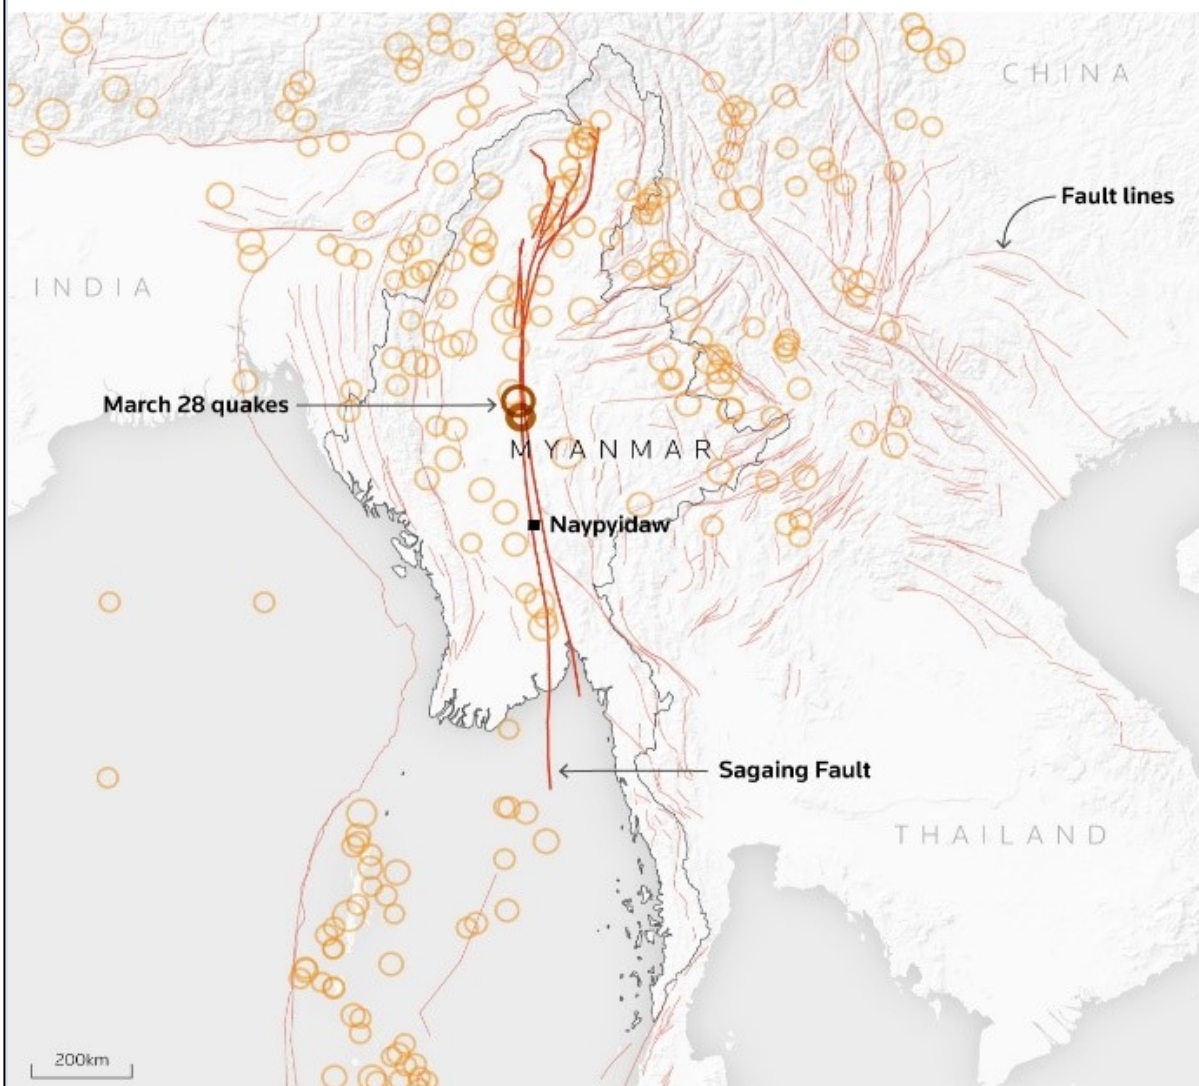 CHINA
Fault lines
INDIA
March 28 quakes
MYANMAR
Naypyidaw
Sagaing Fault
THAILAND
200km